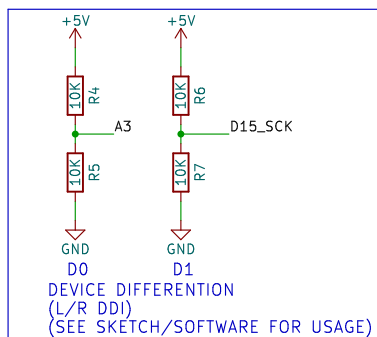 +5V +5V
10K R4 10K R6
A3 D15_SCK
10K R5 10K R7
GND GND
D0 D1
DEVICE DIFFERENTION
(L/R DDI)
(SEE SKETCH/SOFTWARE FOR USAGE)